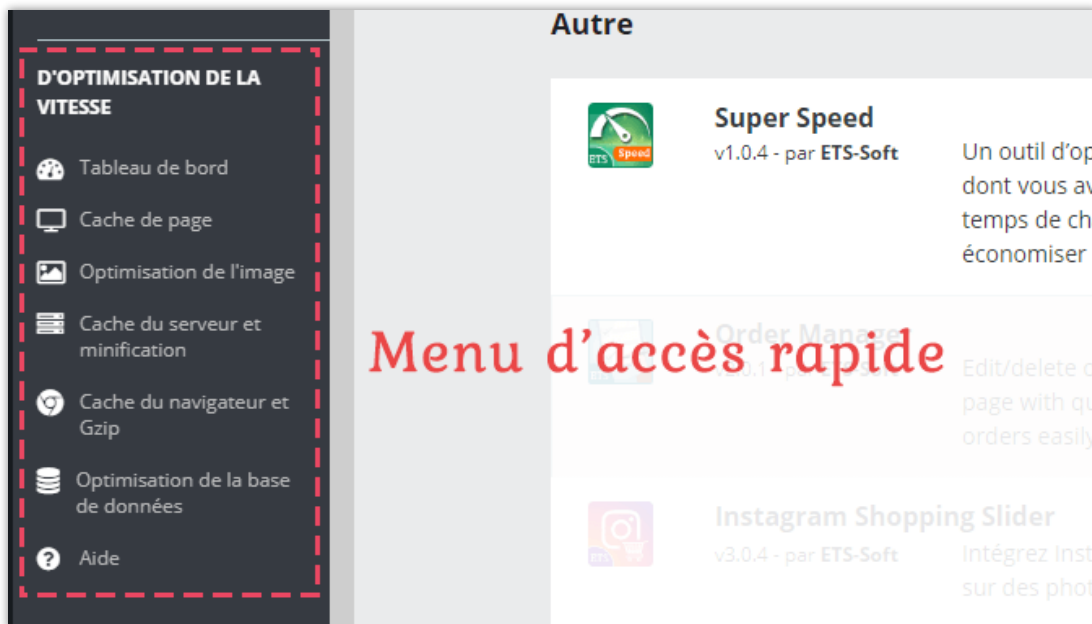 D'OPTIMISATION DE LA
VITESSE
Tableau de bord
Cache de page
Optimisation de l'image
Cache du serveur et
minification
Cache du navigateur et
Gzip
Optimisation de la base
de données
Aide
Autre
ETS Speed
Super Speed
v1.0.4 - par ETS-Soft
Un outil d'op
dont vous av
temps de ch
économiser
Menu d'accès rapide
Order Manager
Edit/delete
page with qu
orders easily
ETS
Instagram Shopping Slider
v3.0.4 - par ETS-Soft
Intégrez Inst
sur des phot